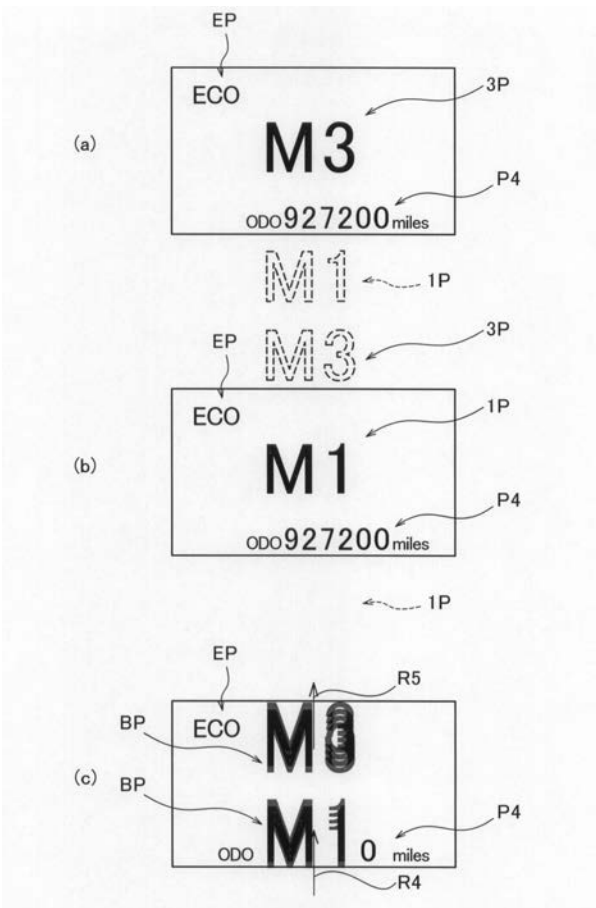 EP
ECO
3P
(a)
M3
P4
ODO927200miles
M1
1P
EP
M3
3P
ECO
1P
(b)
M1
P4
ODO927200miles
1P
EP
R5
ECO
M
BP
(c)
BP
M1
P4
ODO 0 miles
R4